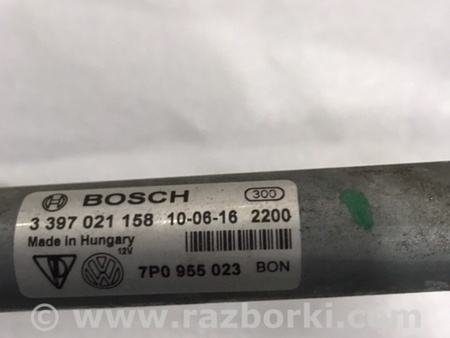 BOSCH 300
3 397 021 158 10-06-16 2200
Made in Hungary
12V
7P0 955 023 BON
© www.razborki.com